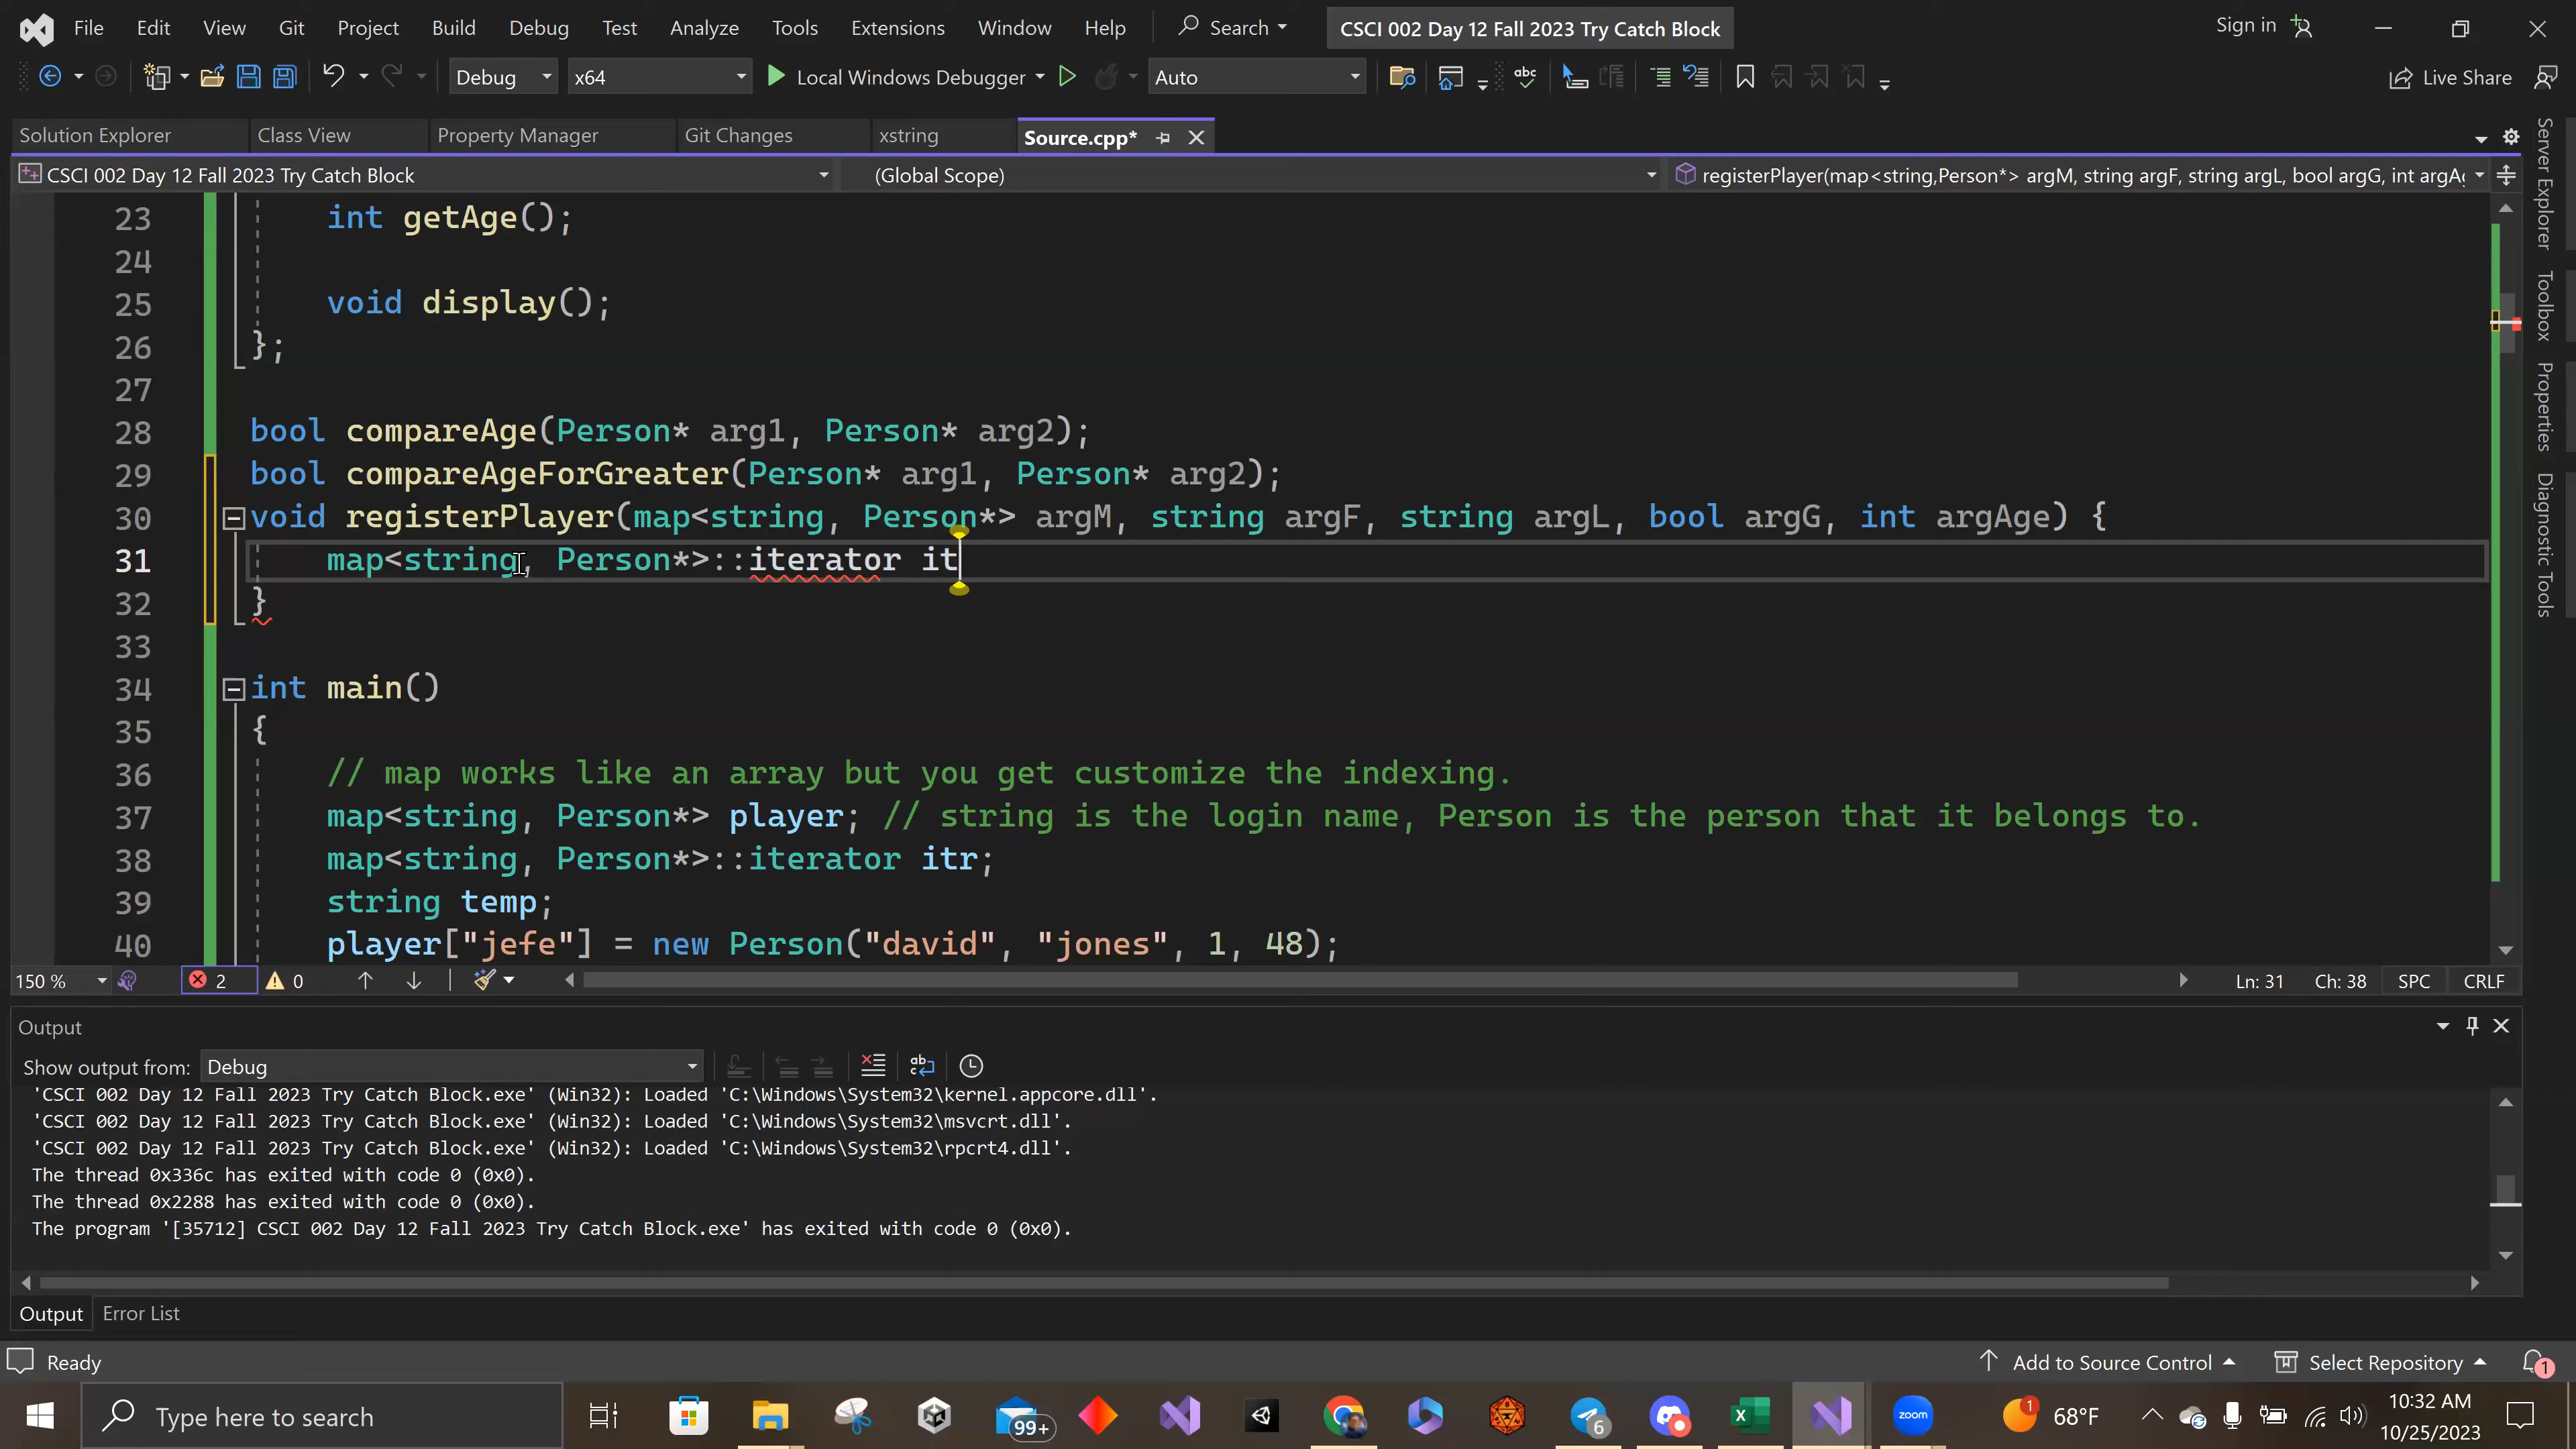 File Edit View Git Project Build Debug Test Analyze Tools Extensions Window Help Search CSCI 002 Day 12 Fall 2023 Try Catch Block Sign in
Debug x64 Local Windows Debugger Auto Live Share
Solution Explorer Class View Property Manager Git Changes xstring Source.cpp*
CSCI 002 Day 12 Fall 2023 Try Catch Block (Global Scope) registerPlayer(map<string,Person*> argM, string argF, string argL, bool argG, int argAg
23 int getAge();
24
25 void display();
26 };
27
28 bool compareAge(Person* arg1, Person* arg2);
29 bool compareAgeForGreater(Person* arg1, Person* arg2);
30 void registerPlayer(map<string, Person*> argM, string argF, string argL, bool argG, int argAge) {
31 map<string, Person*>::iterator it
32 }
33
34 int main()
35 {
36 // map works like an array but you get customize the indexing.
37 map<string, Person*> player; // string is the login name, Person is the person that it belongs to.
38 map<string, Person*>::iterator itr;
39 string temp;
40 player["jefe"] = new Person("david", "jones", 1, 48);
150 % 2 0 Ln: 31 Ch: 38 SPC CRLF
Output
Show output from: Debug
'CSCI 002 Day 12 Fall 2023 Try Catch Block.exe' (Win32): Loaded 'C:\Windows\System32\kernel.appcore.dll'.
'CSCI 002 Day 12 Fall 2023 Try Catch Block.exe' (Win32): Loaded 'C:\Windows\System32\msvcrt.dll'.
'CSCI 002 Day 12 Fall 2023 Try Catch Block.exe' (Win32): Loaded 'C:\Windows\System32\rpcrt4.dll'.
The thread 0x336c has exited with code 0 (0x0).
The thread 0x2288 has exited with code 0 (0x0).
The program '[35712] CSCI 002 Day 12 Fall 2023 Try Catch Block.exe' has exited with code 0 (0x0).
Output Error List
Ready Add to Source Control Select Repository 1
Type here to search 99+ 6 zoom 1 68°F 10:32 AM
10/25/2023
Server Explorer
Toolbox
Properties
Diagnostic Tools